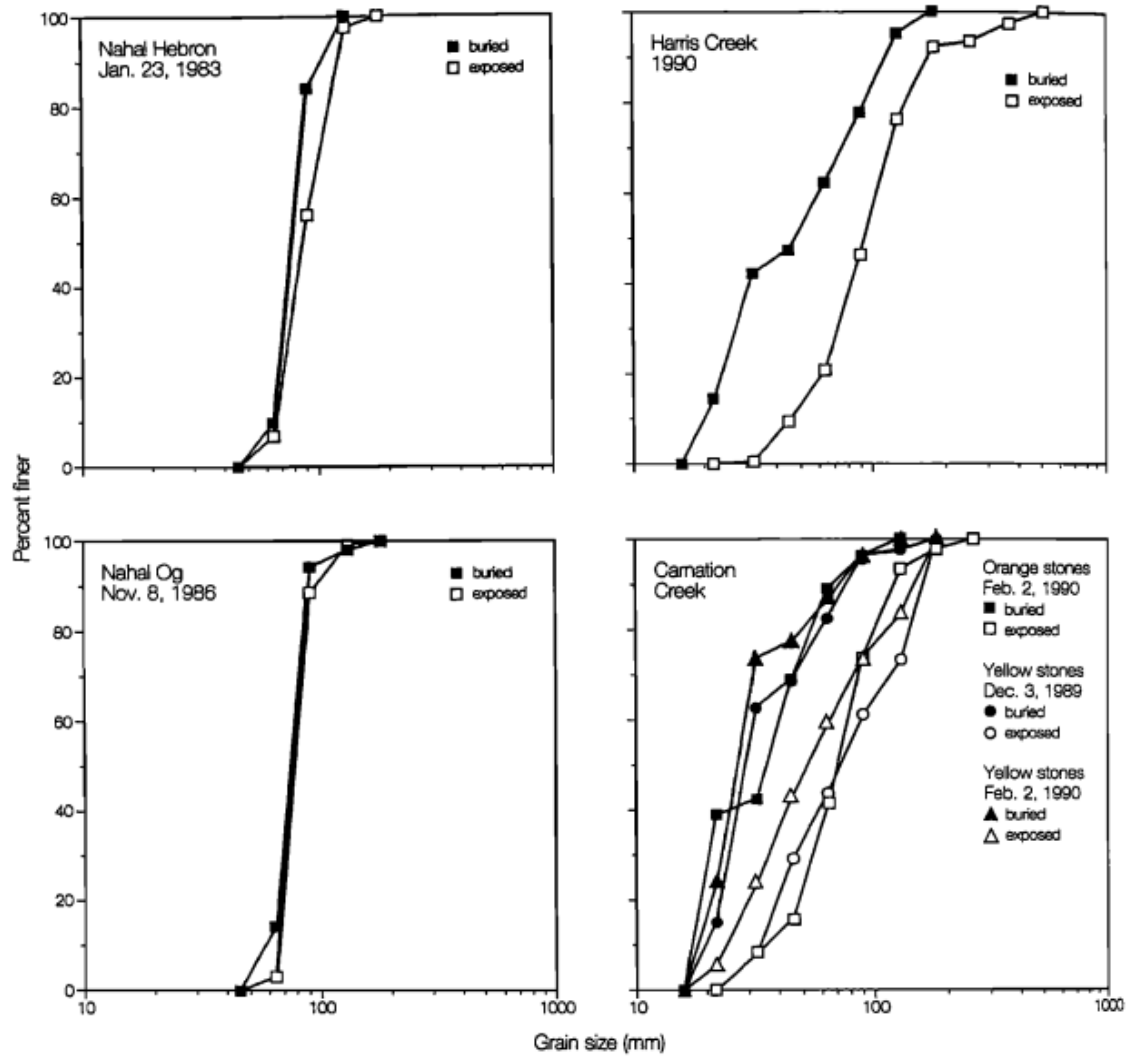 100
80
60
40
20
0
Nahal Hebron
Jan. 23, 1983
buried
exposed
Harris Creek
1990
buried
exposed
Percent finer
100
80
60
40
20
0
10
100
1000
Nahal Og
Nov. 8, 1986
buried
exposed
Carnation
Creek
Orange stones
Feb. 2, 1990
buried
exposed
Yellow stones
Dec. 3, 1989
buried
exposed
Yellow stones
Feb. 2, 1990
buried
exposed
10
100
1000
Grain size (mm)